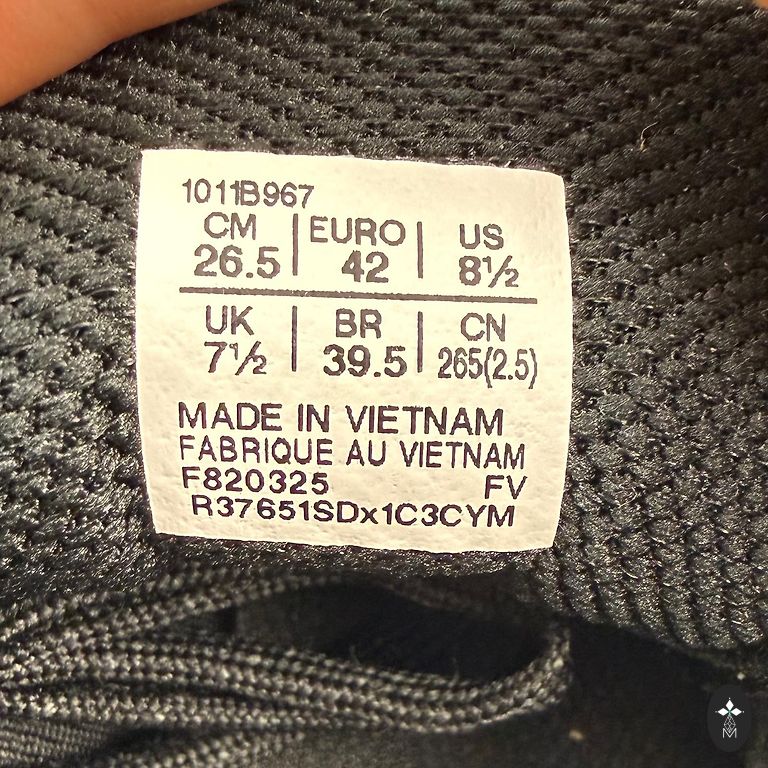 1011B967
CM | EURO | US
26.5 | 42 | 8½
UK | BR | CN
7½ | 39.5 | 265(2.5)
MADE IN VIETNAM
FABRIQUE AU VIETNAM
F820325 FV
R37651SDx1C3CYM
M